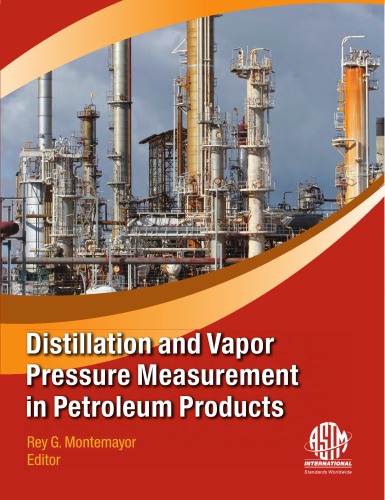 Distillation and Vapor
Pressure Measurement
in Petroleum Products
Rey G. Montemayor
Editor
ASTM
INTERNATIONAL
Standards Worldwide